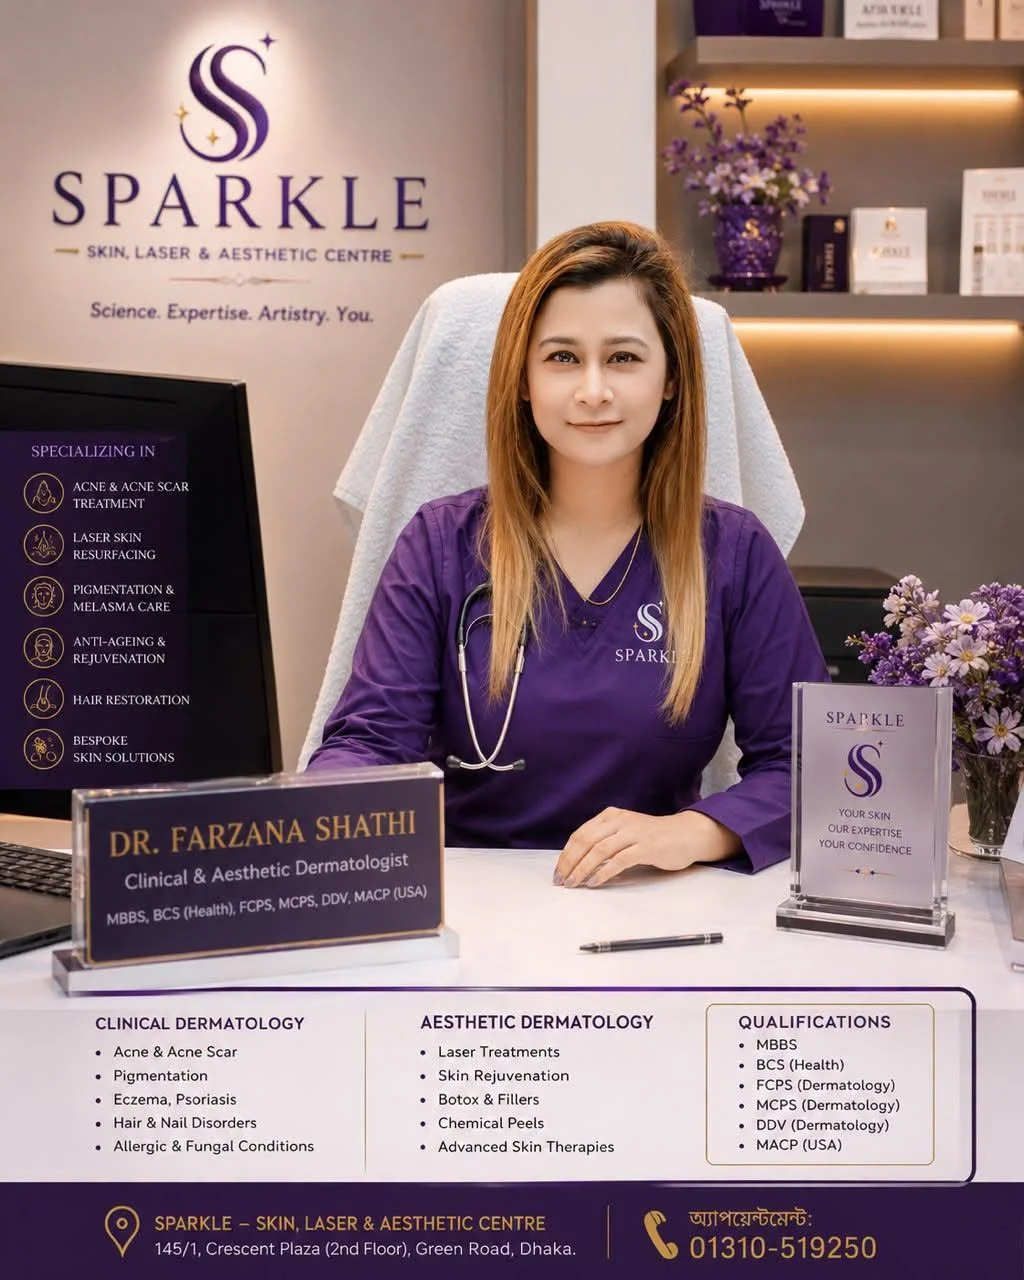 SPARKLE
SKIN, LASER & AESTHETIC CENTRE
Science. Expertise. Artistry. You.
SPARKLE
SPECIALIZING IN
ACNE & ACNE SCAR
TREATMENT
LASER SKIN
RESURFACING
PIGMENTATION &
MELASMA CARE
ANTI-AGEING &
REJUVENATION
HAIR RESTORATION
BESPOKE
SKIN SOLUTIONS
SPARKL
DR. FARZANA SHATHI
Clinical & Aesthetic Dermatologist
MBBS, BCS (Health), FCPS, MCPS, DDV, MACP (USA)
SPARKLE
YOUR SKIN
OUR EXPERTISE
YOUR CONFIDENCE
CLINICAL DERMATOLOGY
• Acne & Acne Scar
• Pigmentation
• Eczema, Psoriasis
• Hair & Nail Disorders
• Allergic & Fungal Conditions
AESTHETIC DERMATOLOGY
• Laser Treatments
• Skin Rejuvenation
• Botox & Fillers
• Chemical Peels
• Advanced Skin Therapies
QUALIFICATIONS
• MBBS
• BCS (Health)
• FCPS (Dermatology)
• MCPS (Dermatology)
• DDV (Dermatology)
• MACP (USA)
SPARKLE – SKIN, LASER & AESTHETIC CENTRE
145/1, Crescent Plaza (2nd Floor), Green Road, Dhaka.
অ্যাপয়েন্টমেন্ট:
01310-519250